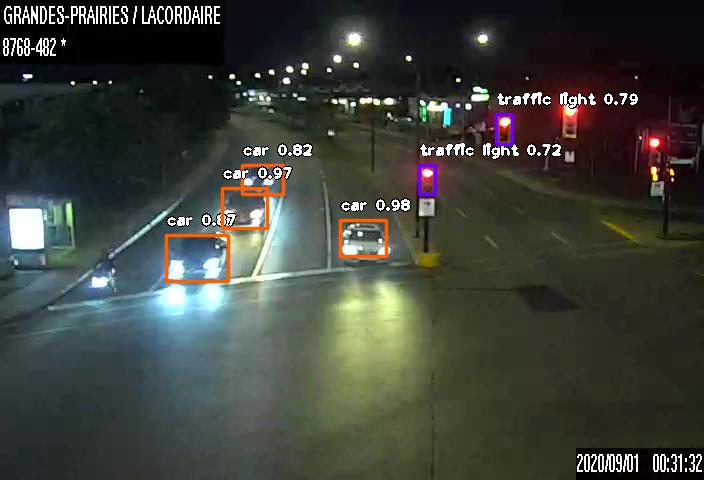 GRANDES-PRAIRIES / LACORDAIRE
8768-482 *
traffic light 0.79
car 0.82
traffic light 0.72
car 0.97
car 0.98
car 0.87
2020/09/01 00:31:32